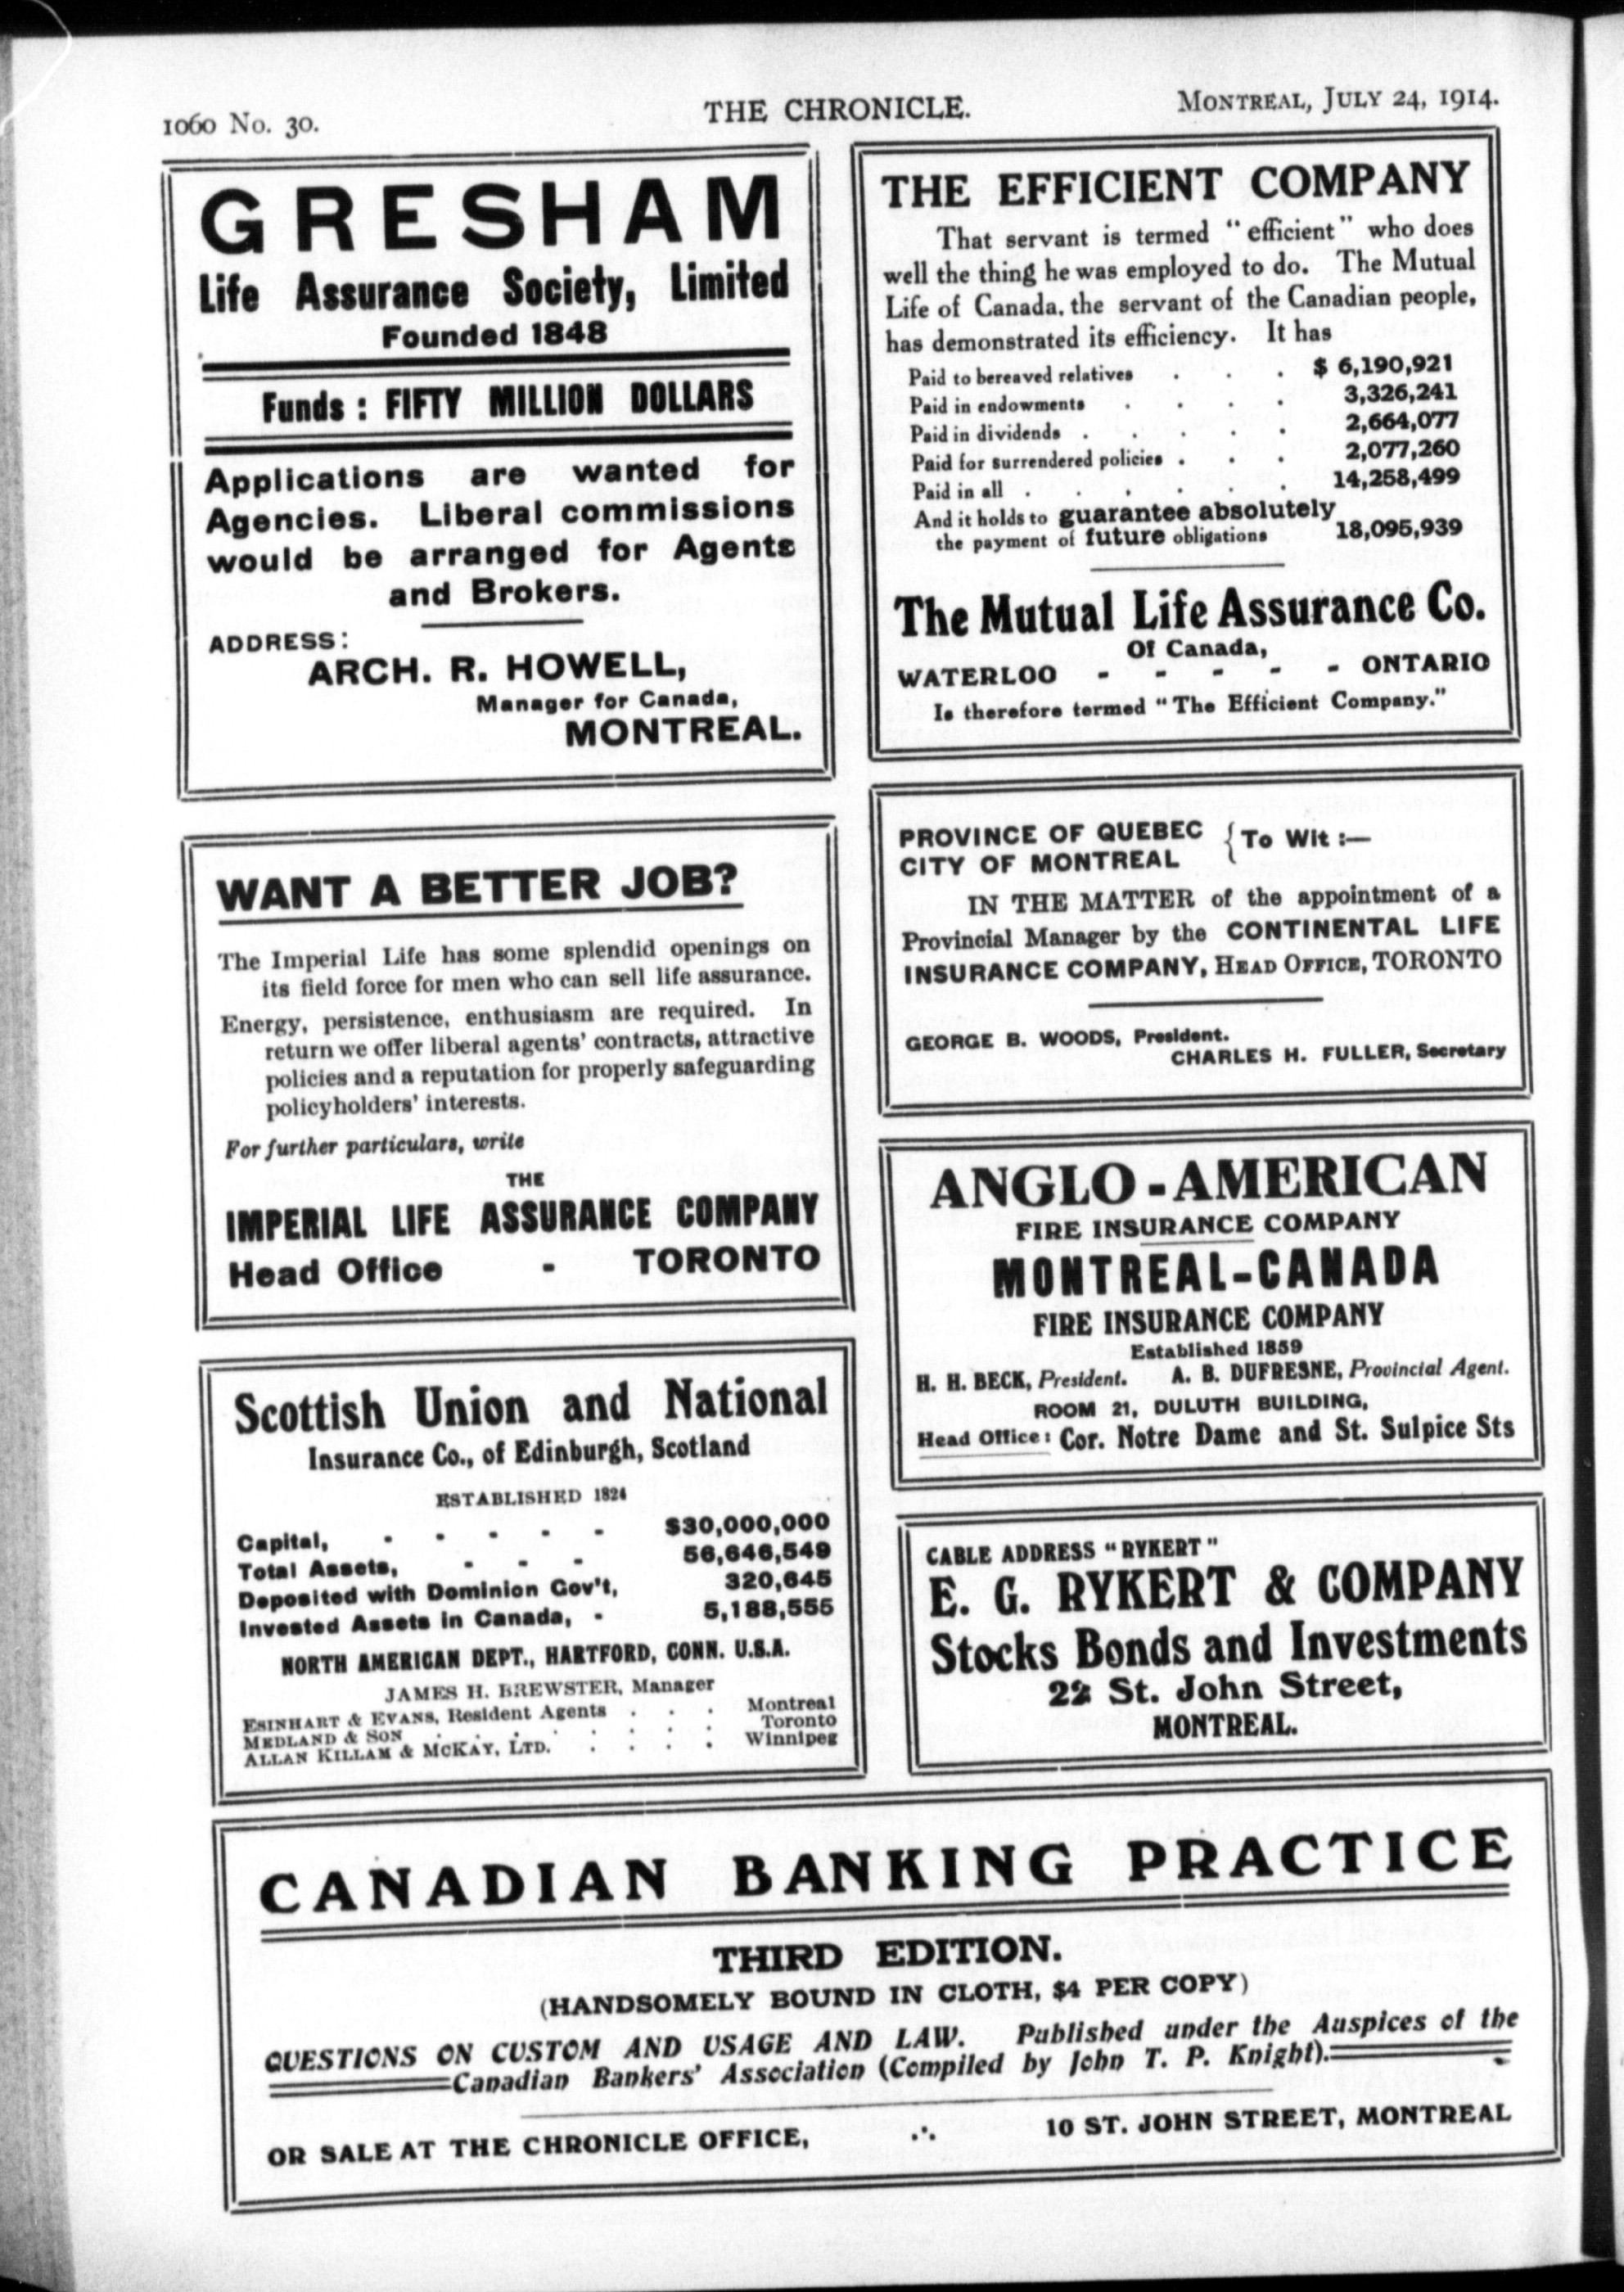 1060 No. 30.
THE CHRONICLE.
MONTREAL, JULY 24, 1914.
GRESHAM
Life Assurance Society, Limited
Founded 1848
Funds : FIFTY MILLION DOLLARS
Applications are wanted for
Agencies. Liberal commissions
would be arranged for Agents
and Brokers.
ADDRESS:
ARCH. R. HOWELL,
Manager for Canada,
MONTREAL.
THE EFFICIENT COMPANY
That servant is termed "efficient" who does
well the thing he was employed to do. The Mutual
Life of Canada, the servant of the Canadian people,
has demonstrated its efficiency. It has
Paid to bereaved relatives . . . $ 6,190,921
Paid in endowments . . . . 3,326,241
Paid in dividends . . . . . 2,664,077
Paid for surrendered policies . . . 2,077,260
Paid in all . . . . . . 14,258,499
And it holds to guarantee absolutely
the payment of future obligations 18,095,939
The Mutual Life Assurance Co.
Of Canada,
WATERLOO - - - - - ONTARIO
Is therefore termed "The Efficient Company."
WANT A BETTER JOB?
The Imperial Life has some splendid openings on
its field force for men who can sell life assurance.
Energy, persistence, enthusiasm are required. In
return we offer liberal agents' contracts, attractive
policies and a reputation for properly safeguarding
policyholders' interests.
For further particulars, write
THE
IMPERIAL LIFE ASSURANCE COMPANY
Head Office - TORONTO
PROVINCE OF QUEBEC { To Wit :—
CITY OF MONTREAL
IN THE MATTER of the appointment of a
Provincial Manager by the CONTINENTAL LIFE
INSURANCE COMPANY, HEAD OFFICE, TORONTO
GEORGE B. WOODS, President.
CHARLES H. FULLER, Secretary
ANGLO-AMERICAN
FIRE INSURANCE COMPANY
MONTREAL-CANADA
FIRE INSURANCE COMPANY
Established 1859
H. H. BECK, President. A. B. DUFRESNE, Provincial Agent.
ROOM 21, DULUTH BUILDING,
Head Office: Cor. Notre Dame and St. Sulpice Sts
Scottish Union and National
Insurance Co., of Edinburgh, Scotland
ESTABLISHED 1824
Capital, - - - - - $30,000,000
Total Assets, - - - 56,646,549
Deposited with Dominion Gov't, 320,645
Invested Assets in Canada, - 5,188,555
NORTH AMERICAN DEPT., HARTFORD, CONN. U.S.A.
JAMES H. BREWSTER, Manager
ESINHART & EVANS, Resident Agents . . . Montreal
MEDLAND & SON . . . . . . . Toronto
ALLAN KILLAM & MCKAY, LTD. . . . . Winnipeg
CABLE ADDRESS "RYKERT"
E. G. RYKERT & COMPANY
Stocks Bonds and Investments
22 St. John Street,
MONTREAL.
CANADIAN BANKING PRACTICE
THIRD EDITION.
(HANDSOMELY BOUND IN CLOTH, $4 PER COPY)
QUESTIONS ON CUSTOM AND USAGE AND LAW. Published under the Auspices of the
Canadian Bankers' Association (Compiled by John T. P. Knight).
OR SALE AT THE CHRONICLE OFFICE, ∴ 10 ST. JOHN STREET, MONTREAL